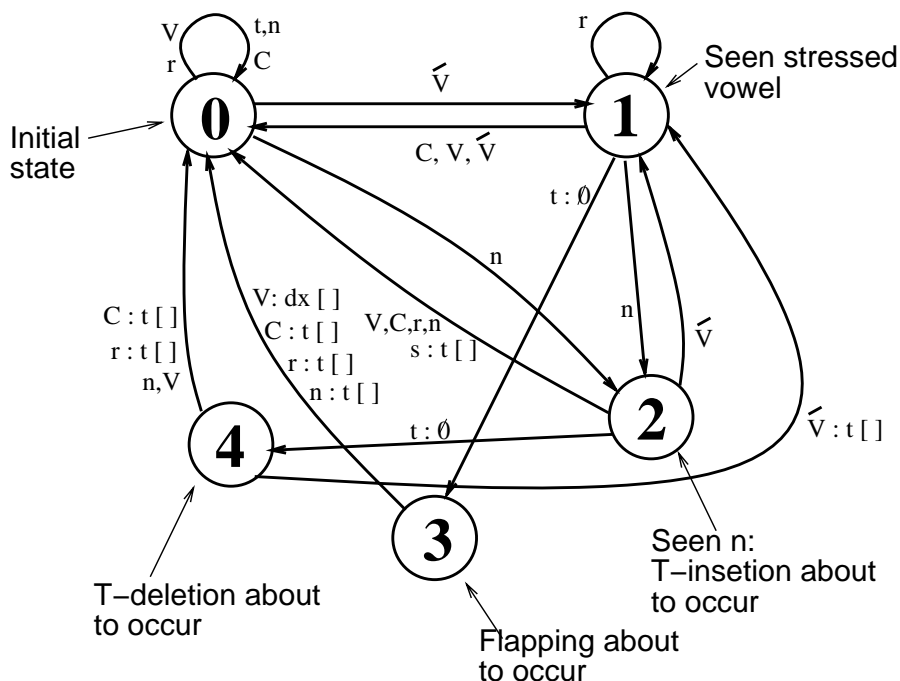 V
t,n
r
C
r
Seen stressed
vowel
V́
0
1
Initial
state
C, V, V́
t : ∅
n
n
V: dx [ ]
C : t [ ]
r : t [ ]
n : t [ ]
V,C,r,n
s : t [ ]
V́
C : t [ ]
r : t [ ]
n,V
2
t : ∅
V́ : t [ ]
4
3
Seen n:
T−insetion about
to occur
T−deletion about
to occur
Flapping about
to occur